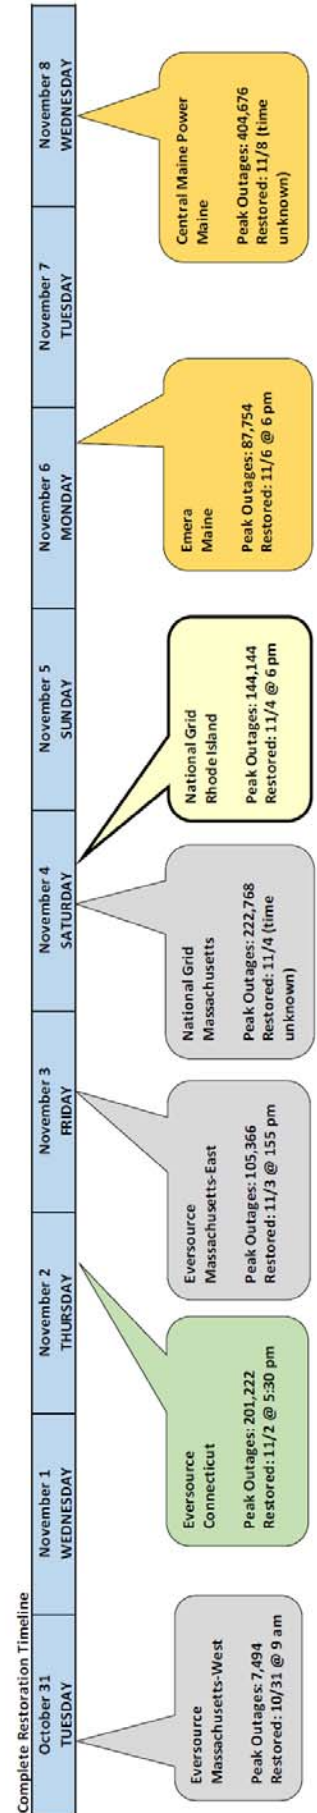 Complete Restoration Timeline
October 31
TUESDAY
November 1
WEDNESDAY
November 2
THURSDAY
November 3
FRIDAY
November 4
SATURDAY
November 5
SUNDAY
November 6
MONDAY
November 7
TUESDAY
November 8
WEDNESDAY
Eversource
Massachusetts-West
Peak Outages: 7,494
Restored: 10/31 @ 9 am
Eversource
Connecticut
Peak Outages: 201,222
Restored: 11/2 @ 5:30 pm
Eversource
Massachusetts-East
Peak Outages: 105,366
Restored: 11/3 @ 155 pm
National Grid
Massachusetts
Peak Outages: 222,768
Restored: 11/4 (time
unknown)
National Grid
Rhode Island
Peak Outages: 144,144
Restored: 11/4 @ 6 pm
Emera
Maine
Peak Outages: 87,754
Restored: 11/6 @ 6 pm
Central Maine Power
Maine
Peak Outages: 404,676
Restored: 11/8 (time
unknown)